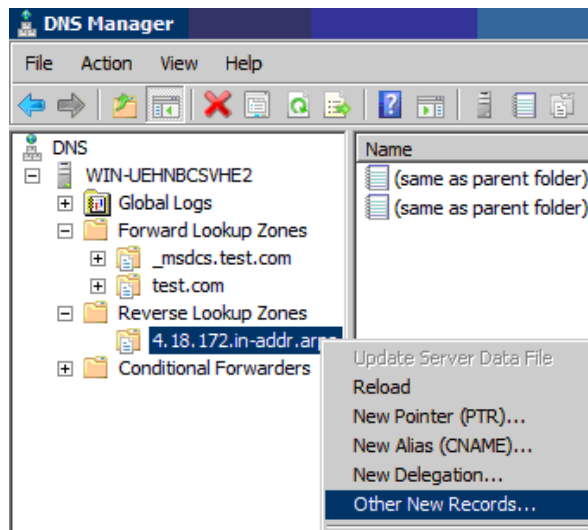 DNS Manager
File Action View Help
DNS
WIN-UEHNBCSVHE2
Global Logs
Forward Lookup Zones
_msdcs.test.com
test.com
Reverse Lookup Zones
4.18.172.in-addr.arpa
Conditional Forwarders
Name
(same as parent folder)
(same as parent folder)
Update Server Data File
Reload
New Pointer (PTR)...
New Alias (CNAME)...
New Delegation...
Other New Records...